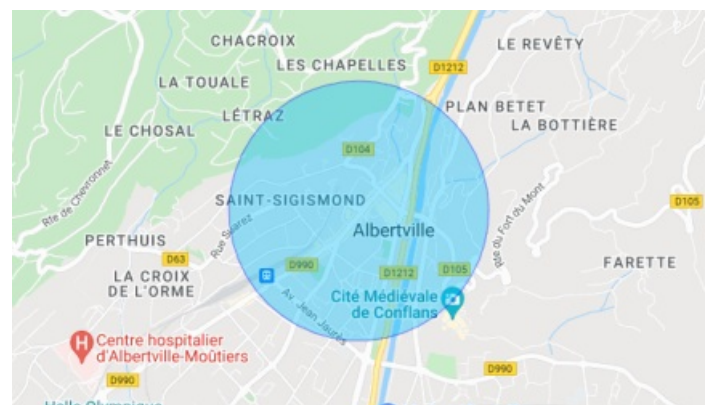 CHACROIX
LE REVÊTY
LES CHAPELLES
D1212
LA TOUALE
PLAN BETET
LÉTRAZ
LA BOTTIÈRE
LE CHOSAL
D104
Rte de Chevronnet
SAINT-SIGISMOND
D105
Rue Suarez
Albertville
Rte du Fort du Mont
PERTHUIS
D63
D990
D1212
D105
FARETTE
LA CROIX
DE L'ORME
Cité Médiévale
de Conflans
Av. Jean Jaurès
H
Centre hospitalier
d'Albertville-Moûtiers
D990
D990
Halle Olympique